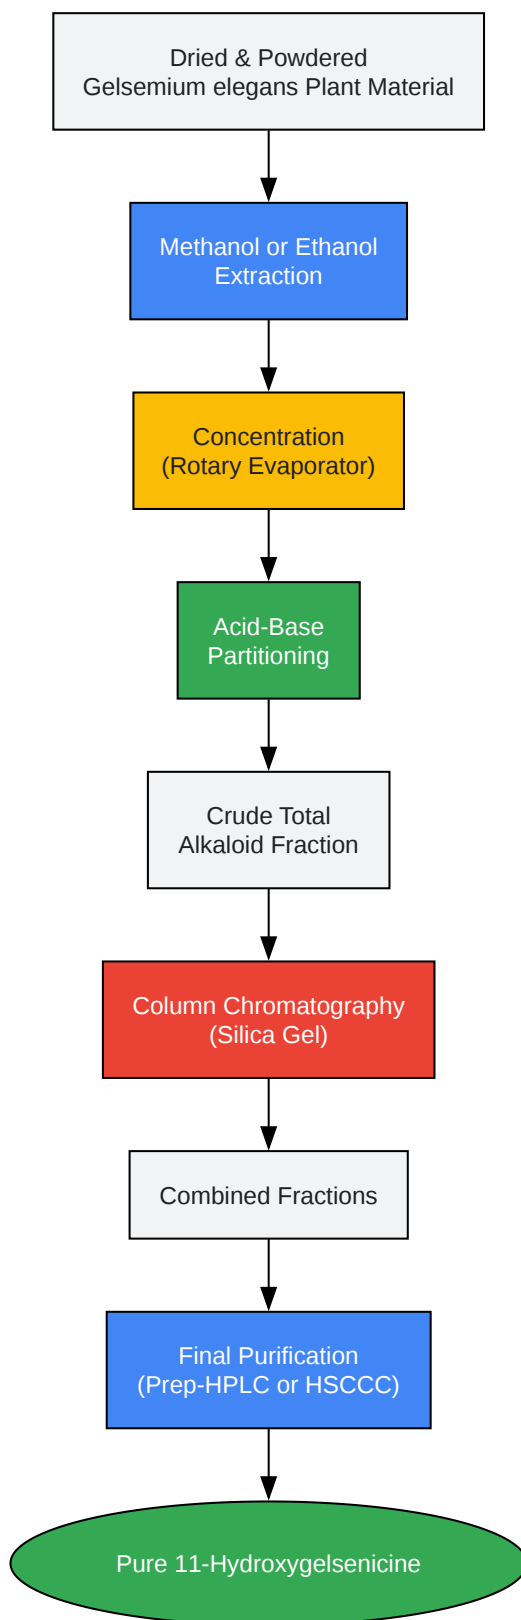 Dried & Powdered
Gelsemium elegans Plant Material
Methanol or Ethanol
Extraction
Concentration
(Rotary Evaporator)
Acid-Base
Partitioning
Crude Total
Alkaloid Fraction
Column Chromatography
(Silica Gel)
Combined Fractions
Final Purification
(Prep-HPLC or HSCCC)
Pure 11-Hydroxygelsenicine